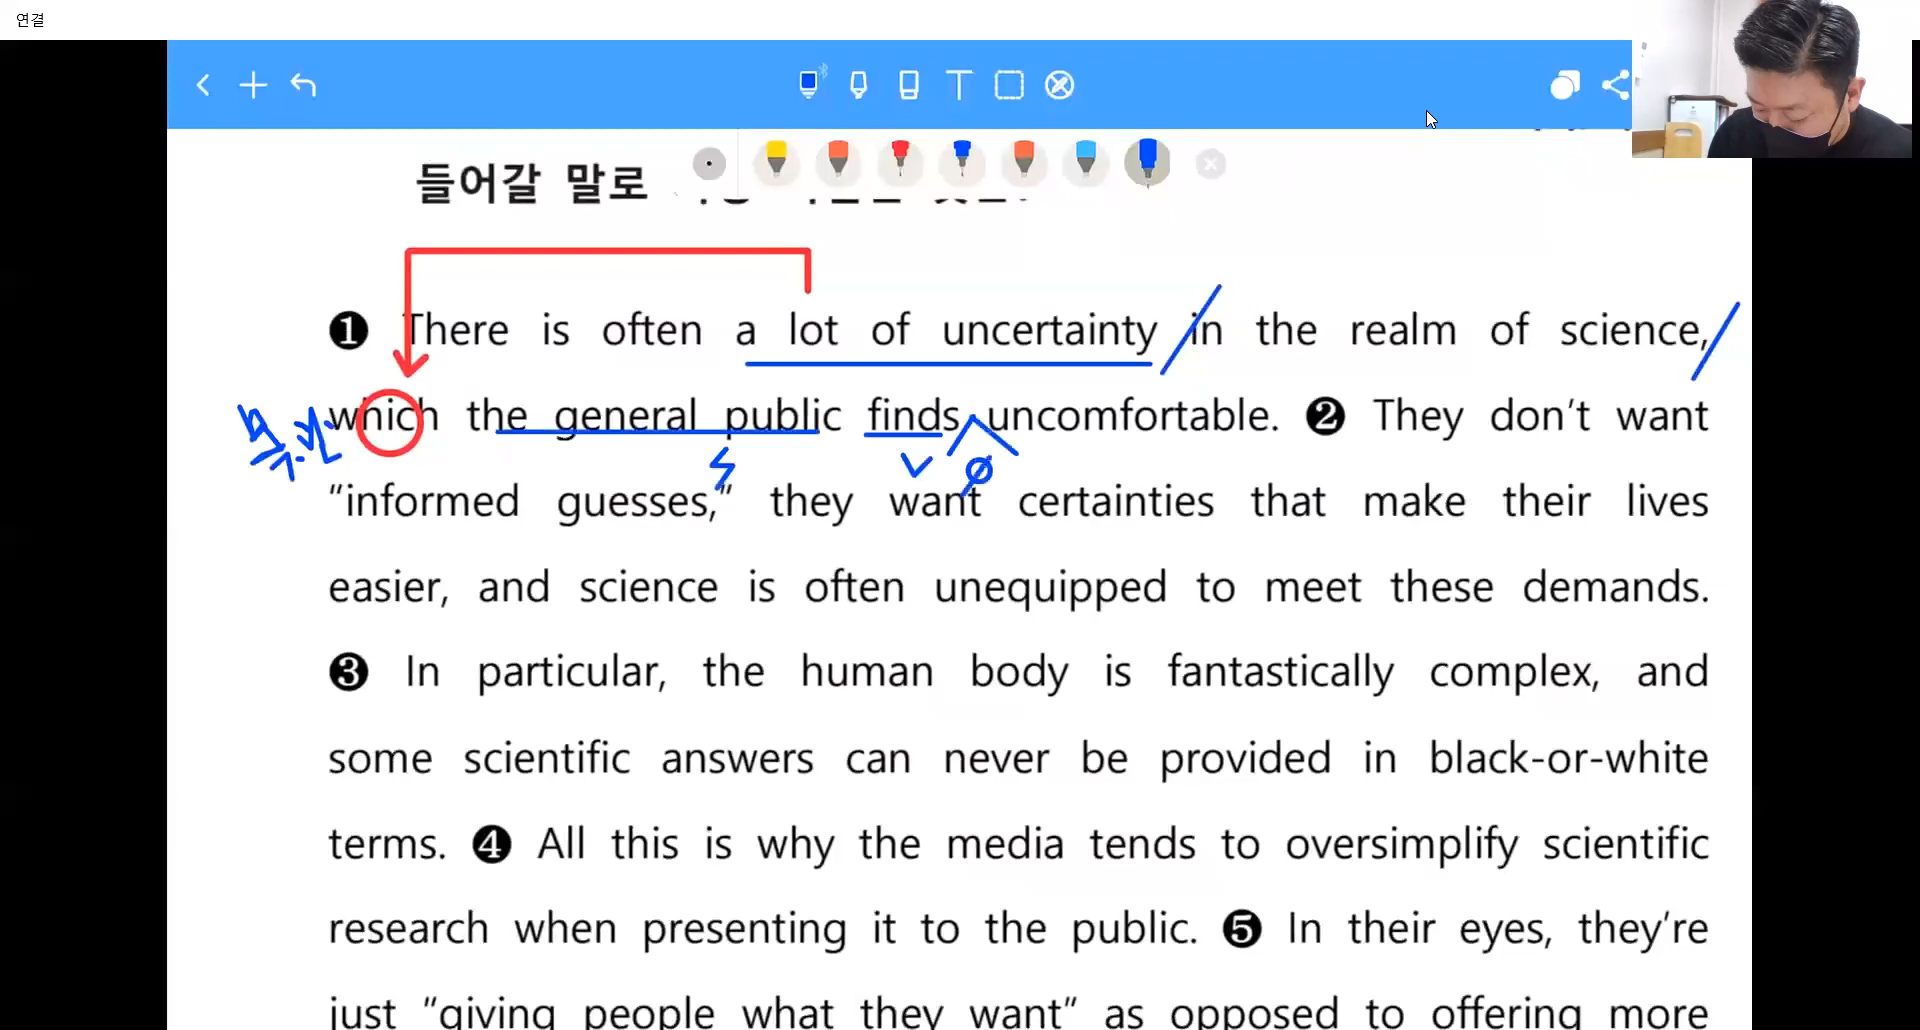 연결
들어갈 말로
❶ There is often a lot of uncertainty in the realm of science,
which the general public finds uncomfortable. ❷ They don't want
"informed guesses," they want certainties that make their lives
easier, and science is often unequipped to meet these demands.
❸ In particular, the human body is fantastically complex, and
some scientific answers can never be provided in black-or-white
terms. ❹ All this is why the media tends to oversimplify scientific
research when presenting it to the public. ❺ In their eyes, they're
just "giving people what they want" as opposed to offering more